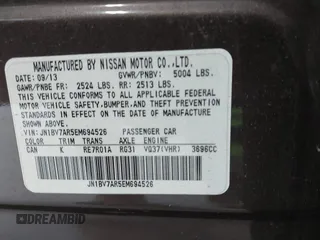 MANUFACTURED BY NISSAN MOTOR CO.,LTD.
DATE: 09/13 GVWR/PNBV: 5004 LBS.
GAWR/PNBE FR: 2524 LBS. RR: 2513 LBS.
THIS VEHICLE CONFORMS TO ALL APPLICABLE FEDERAL
MOTOR VEHICLE SAFETY,BUMPER,AND THEFT PREVENTION
STANDARDS IN EFFECT ON THE DATE OF MANUFACTURE
SHOWN ABOVE.
VIN: JN1BV7AR5EM694526 PASSENGER CAR
COLOR TRIM TRANS AXLE ENGINE
CAN K RE7R01A RG31 VQ37(VHR) 3696CC
JN1BV7AR5EM694526
DREAMBID